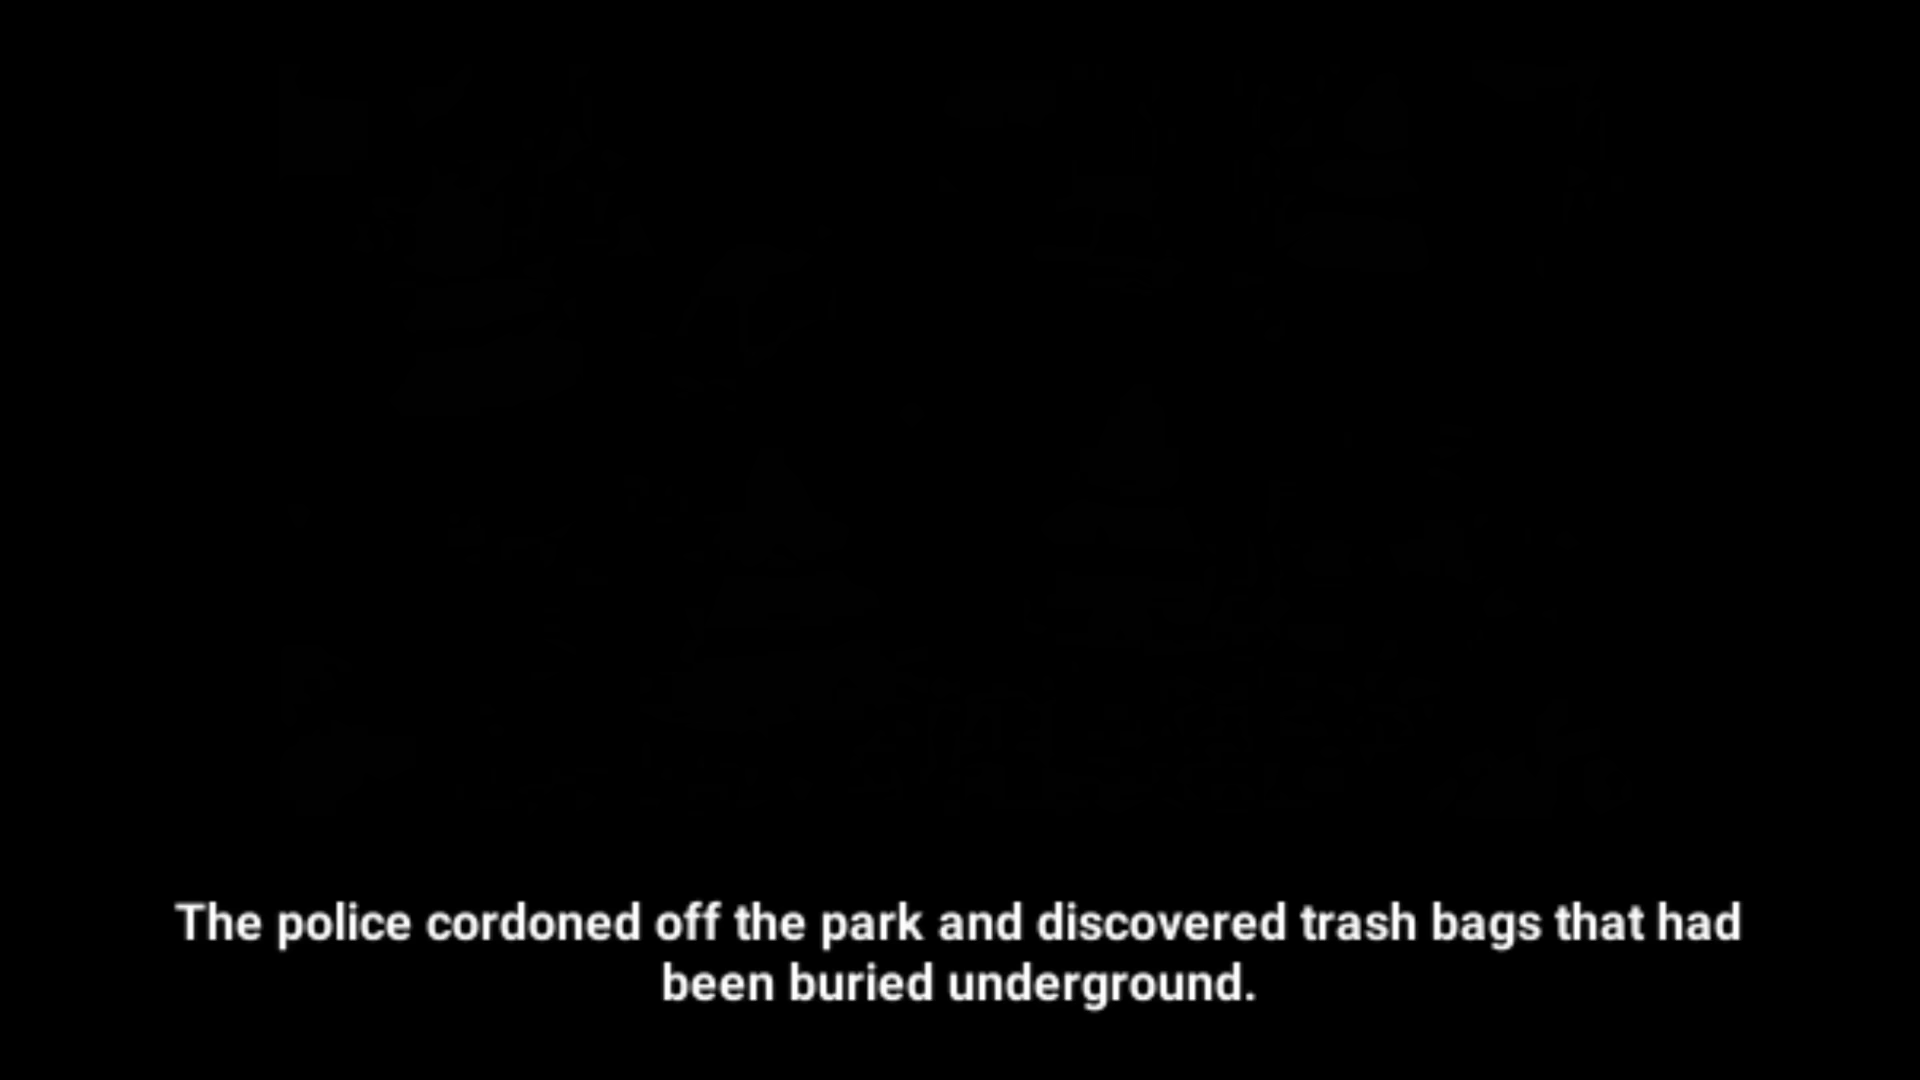 The police cordoned off the park and discovered trash bags that had
been buried underground.